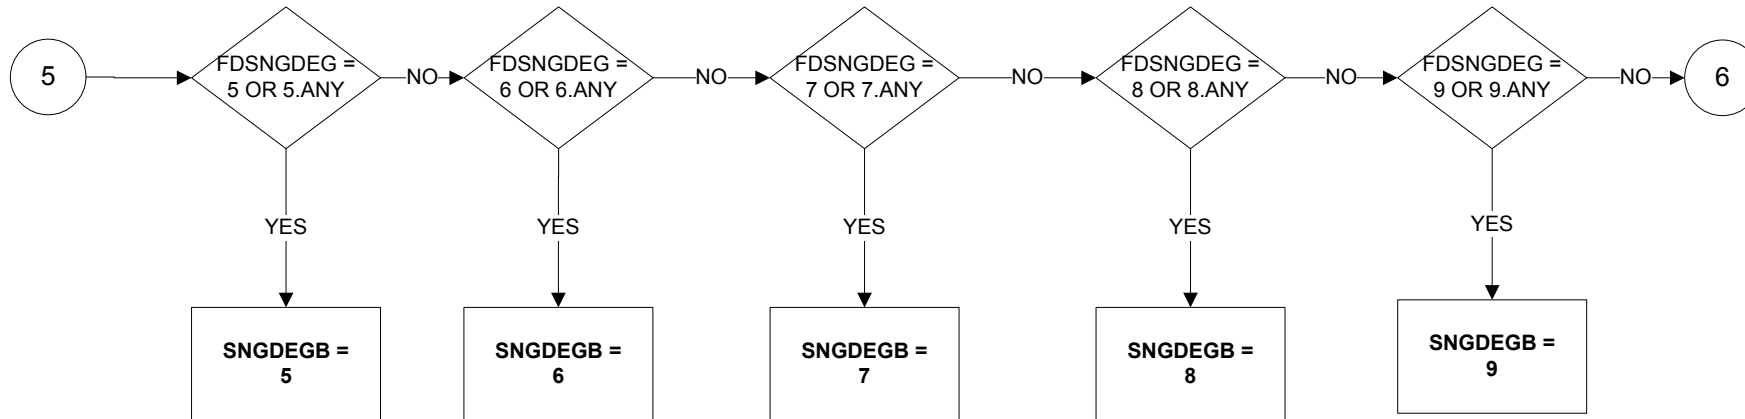 5
FDSNGDEG =
5 OR 5.ANY
NO
FDSNGDEG =
6 OR 6.ANY
NO
FDSNGDEG =
7 OR 7.ANY
NO
FDSNGDEG =
8 OR 8.ANY
NO
FDSNGDEG =
9 OR 9.ANY
NO
6
YES
YES
YES
YES
YES
SNGDEGB =
5
SNGDEGB =
6
SNGDEGB =
7
SNGDEGB =
8
SNGDEGB =
9